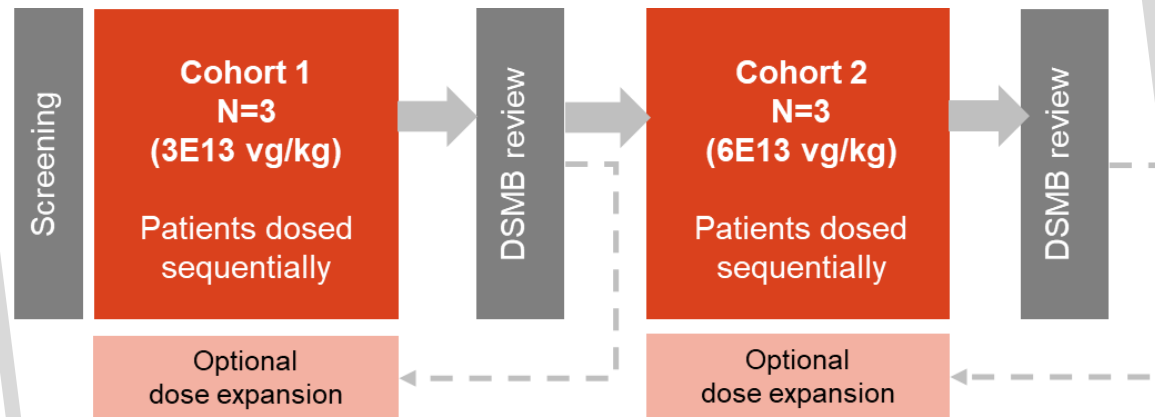 Screening
Cohort 1
N=3
(3E13 vg/kg)
Patients dosed
sequentially
Optional
dose expansion
DSMB review
Cohort 2
N=3
(6E13 vg/kg)
Patients dosed
sequentially
Optional
dose expansion
DSMB review